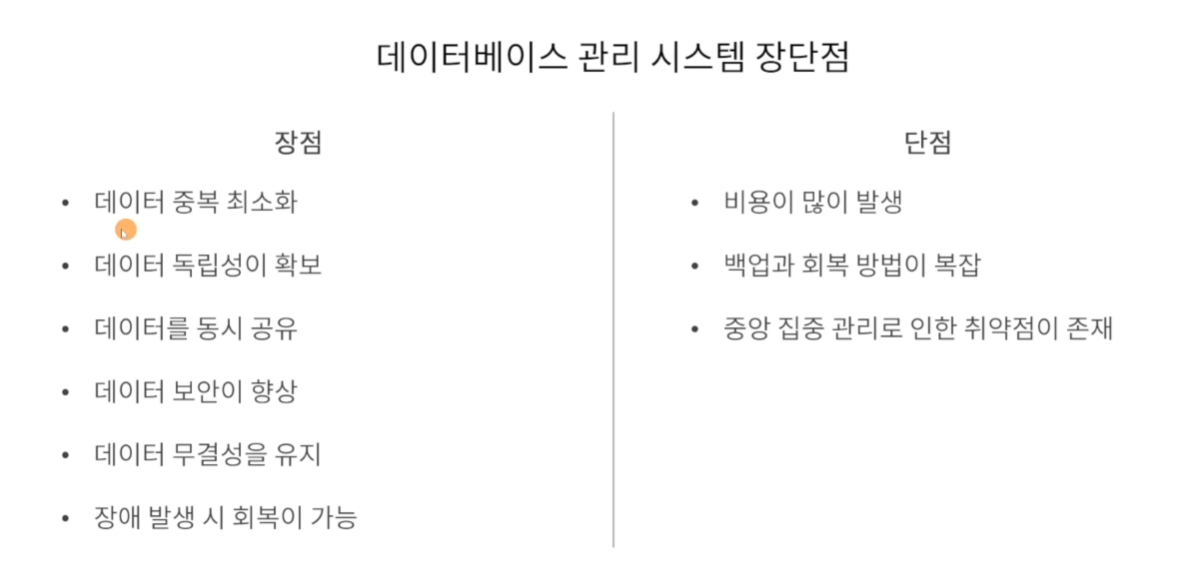 데이터베이스 관리 시스템 장단점
장점
• 데이터 중복 최소화
• 데이터 독립성이 확보
• 데이터를 동시 공유
• 데이터 보안이 향상
• 데이터 무결성을 유지
• 장애 발생 시 회복이 가능
단점
• 비용이 많이 발생
• 백업과 회복 방법이 복잡
• 중앙 집중 관리로 인한 취약점이 존재